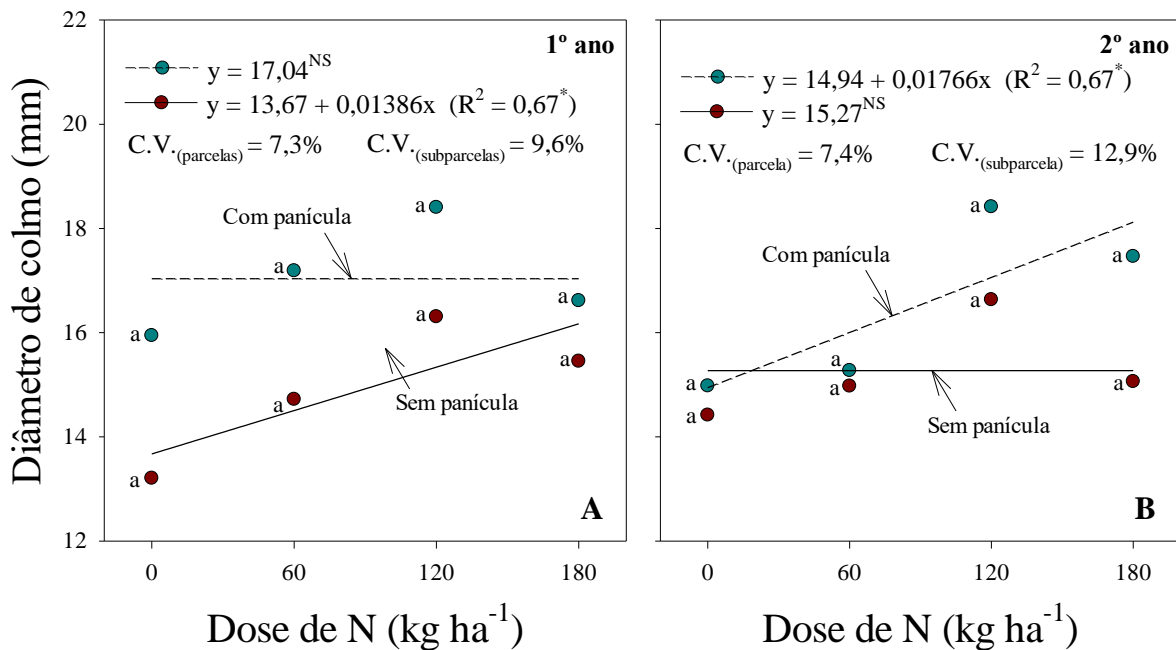 Diâmetro de colmo (mm)
22
20
18
16
14
12
1º ano
y = 17,04^NS
y = 13,67 + 0,01386x (R² = 0,67*)
C.V.(parcelas) = 7,3% C.V.(subparcelas) = 9,6%
Com panícula
Sem panícula
a
a
a
a
a
a
a
a
A
0 60 120 180
Dose de N (kg ha⁻¹)
2º ano
y = 14,94 + 0,01766x (R² = 0,67*)
y = 15,27^NS
C.V.(parcela) = 7,4% C.V.(subparcela) = 12,9%
Com panícula
Sem panícula
a
a
a
a
a
a
a
a
B
0 60 120 180
Dose de N (kg ha⁻¹)